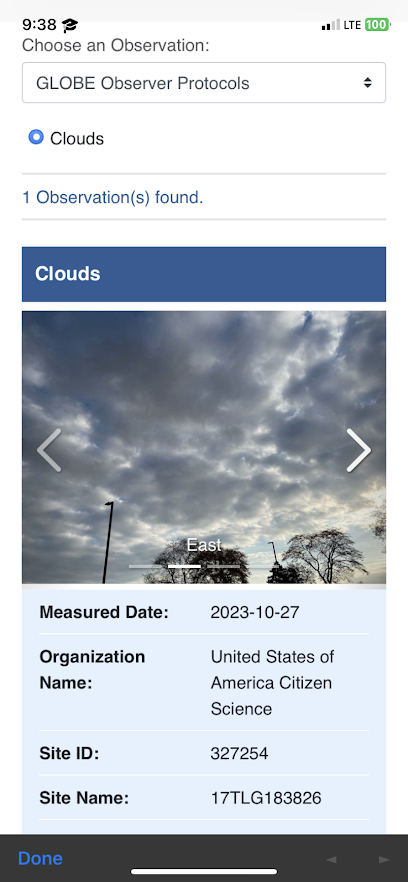 9:38
LTE 100
Choose an Observation:
GLOBE Observer Protocols
Clouds
1 Observation(s) found.
Clouds
East
Measured Date: 2023-10-27
Organization Name: United States of
America Citizen
Science
Site ID: 327254
Site Name: 17TLG183826
Done